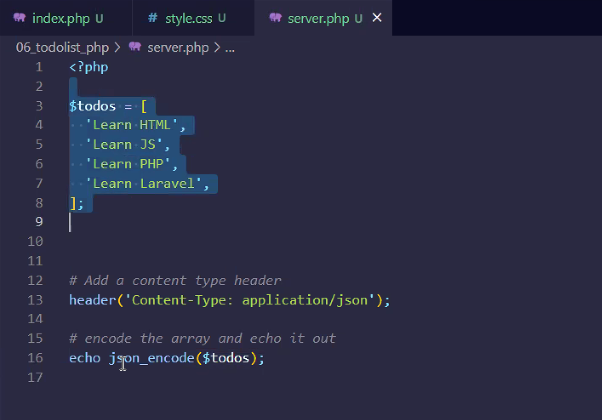 index.php U # style.css U server.php U ×
06_todolist_php > server.php > ...
1 <?php
2
3 $todos = [
4 'Learn HTML',
5 'Learn JS',
6 'Learn PHP',
7 'Learn Laravel',
8 ];
9
10
11
12 # Add a content type header
13 header('Content-Type: application/json');
14
15 # encode the array and echo it out
16 echo json_encode($todos);
17